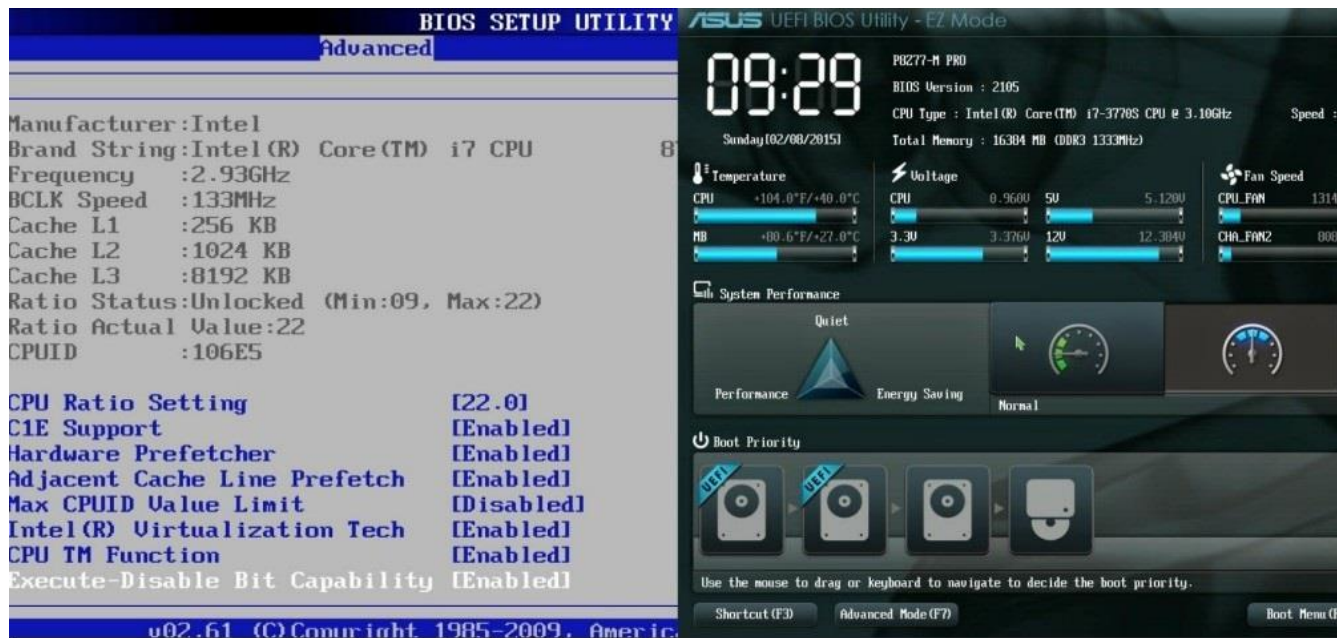 BIOS SETUP UTILITY
Advanced
Manufacturer:Intel
Brand String:Intel(R) Core(TM) i7 CPU 8
Frequency :2.93GHz
BCLK Speed :133MHz
Cache L1 :256 KB
Cache L2 :1024 KB
Cache L3 :8192 KB
Ratio Status:Unlocked (Min:09, Max:22)
Ratio Actual Value:22
CPUID :106E5
CPU Ratio Setting [22.0]
C1E Support [Enabled]
Hardware Prefetcher [Enabled]
Adjacent Cache Line Prefetch [Enabled]
Max CPUID Value Limit [Disabled]
Intel(R) Virtualization Tech [Enabled]
CPU TM Function [Enabled]
Execute-Disable Bit Capability [Enabled]
v02.61 (C)Copyright 1985-2009, Americ
ASUS UEFI BIOS Utility - EZ Mode
09:29
Sunday[02/08/2015]
P8Z77-M PRO
BIOS Version : 2105
CPU Type : Intel(R) Core(TM) i7-3770S CPU @ 3.10GHz Speed :
Total Memory : 16384 MB (DDR3 1333MHz)
Temperature
CPU +104.0°F/+40.0°C
MB +80.6°F/+27.0°C
Voltage
CPU 0.960V 5V 5.120V
3.3V 3.376V 12V 12.384V
Fan Speed
CPU_FAN 1314
CHA_FAN2 808
System Performance
Quiet
Performance
Energy Saving
Normal
Boot Priority
UEFI
UEFI
Use the mouse to drag or keyboard to navigate to decide the boot priority.
Shortcut(F3) Advanced Mode(F7) Boot Menu(F